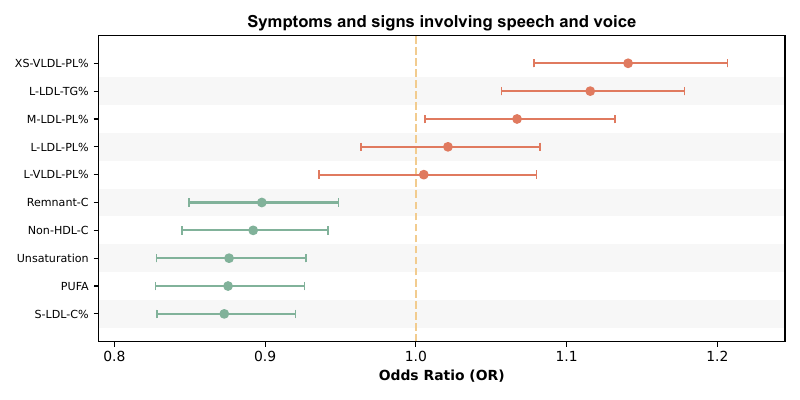 Symptoms and signs involving speech and voice
XS-VLDL-PL%
L-LDL-TG%
M-LDL-PL%
L-LDL-PL%
L-VLDL-PL%
Remnant-C
Non-HDL-C
Unsaturation
PUFA
S-LDL-C%
0.8 0.9 1.0 1.1 1.2
Odds Ratio (OR)